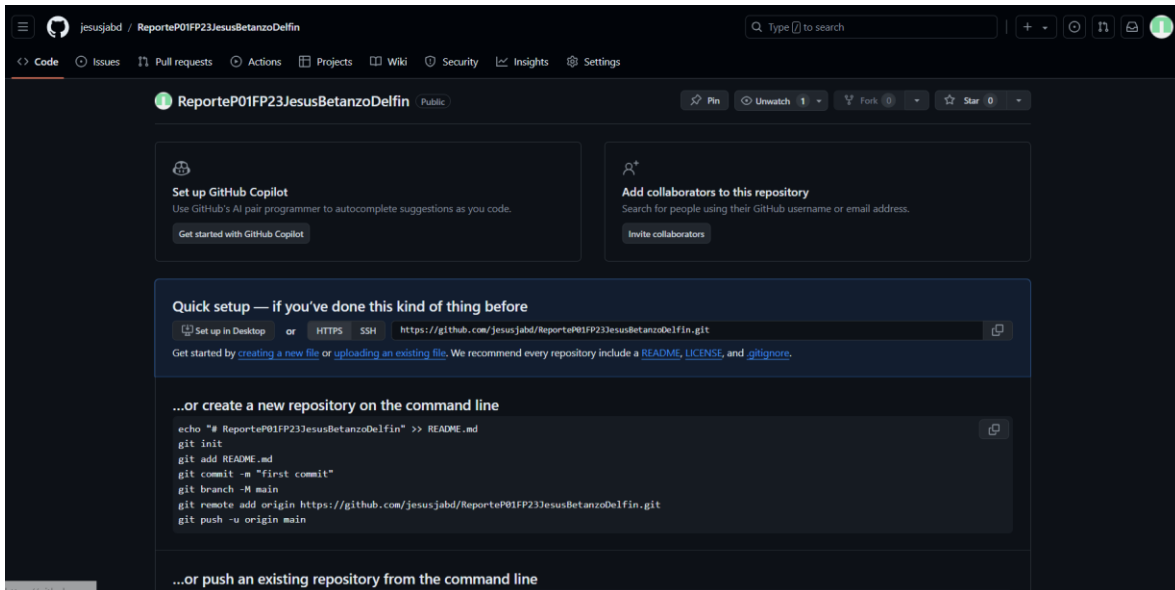 jesusjabd / ReporteP01FP23JesusBetanzoDelfin
Type / to search
Code Issues Pull requests Actions Projects Wiki Security Insights Settings
ReporteP01FP23JesusBetanzoDelfin Public
Pin Unwatch 1 Fork 0 Star 0
Set up GitHub Copilot
Use GitHub's AI pair programmer to autocomplete suggestions as you code.
Get started with GitHub Copilot
Add collaborators to this repository
Search for people using their GitHub username or email address.
Invite collaborators
Quick setup — if you've done this kind of thing before
Set up in Desktop or HTTPS SSH https://github.com/jesusjabd/ReporteP01FP23JesusBetanzoDelfin.git
Get started by creating a new file or uploading an existing file. We recommend every repository include a README, LICENSE, and .gitignore.
...or create a new repository on the command line
echo "# ReporteP01FP23JesusBetanzoDelfin" >> README.md
git init
git add README.md
git commit -m "first commit"
git branch -M main
git remote add origin https://github.com/jesusjabd/ReporteP01FP23JesusBetanzoDelfin.git
git push -u origin main
...or push an existing repository from the command line